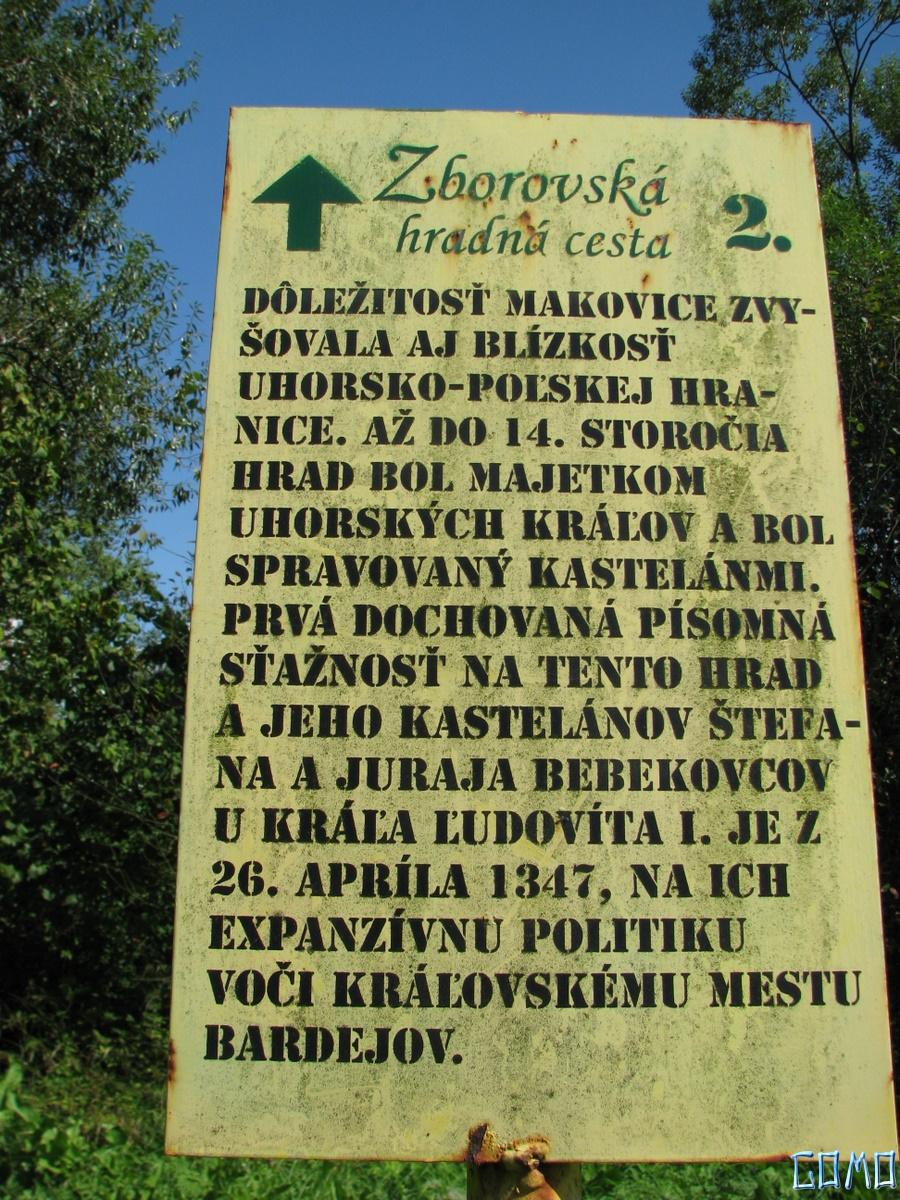 Zborovská
hradná cesta
2.
DÔLEŽITOSŤ MAKOVICE ZVY-
ŠOVALA AJ BLÍZKOSŤ
UHORSKO-POĽSKEJ HRA-
NICE. AŽ DO 14. STOROČIA
HRAD BOL MAJETKOM
UHORSKÝCH KRÁĽOV A BOL
SPRAVOVANÝ KASTELÁNMI.
PRVÁ DOCHOVANÁ PÍSOMNÁ
SŤAŽNOSŤ NA TENTO HRAD
A JEHO KASTELÁNOV ŠTEFA-
NA A JURAJA BEBEKOVCOV
U KRÁĽA ĽUDOVÍTA I. JE Z
26. APRÍLA 1347, NA ICH
EXPANZÍVNU POLITIKU
VOČI KRÁĽOVSKÉMU MESTU
BARDEJOV.
COMO